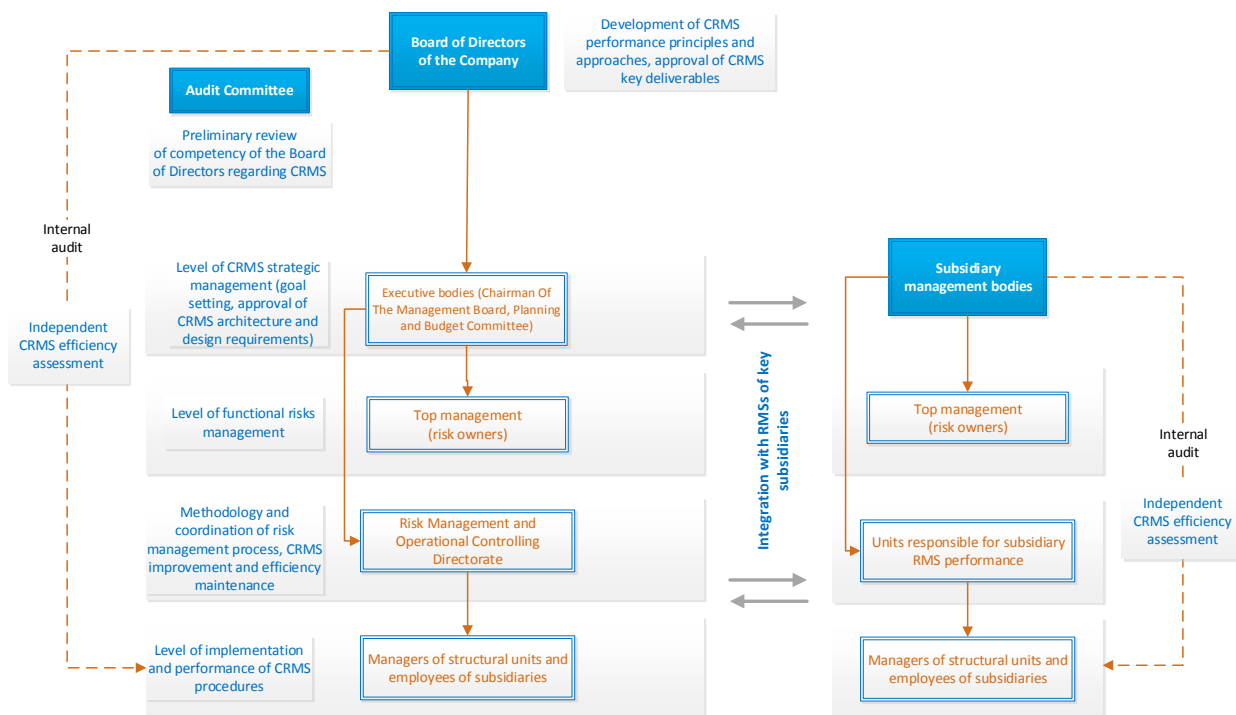 Board of Directors
of the Company
Development of CRMS
performance principles and
approaches, approval of CRMS
key deliverables
Audit Committee
Preliminary review
of competency of the Board
of Directors regarding CRMS
Internal
audit
Independent
CRMS efficiency
assessment
Level of CRMS strategic
management (goal
setting, approval of
CRMS architecture and
design requirements)
Executive bodies (Chairman Of
The Management Board, Planning
and Budget Committee)
Subsidiary
management bodies
Level of functional risks
management
Top management
(risk owners)
Integration with RMSs of key
subsidiaries
Top management
(risk owners)
Internal
audit
Independent
CRMS efficiency
assessment
Methodology and
coordination of risk
management process, CRMS
improvement and efficiency
maintenance
Risk Management and
Operational Controlling
Directorate
Units responsible for subsidiary
RMS performance
Level of implementation
and performance of CRMS
procedures
Managers of structural units and
employees of subsidiaries
Managers of structural units and
employees of subsidiaries